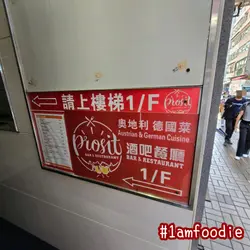 請上樓梯 1/F
Prosit
奧地利 德國菜
Austrian & German Cuisine
Prosit
BAR & RESTAURANT
酒吧餐廳
BAR & RESTAURANT
1/F
#1amfoodie